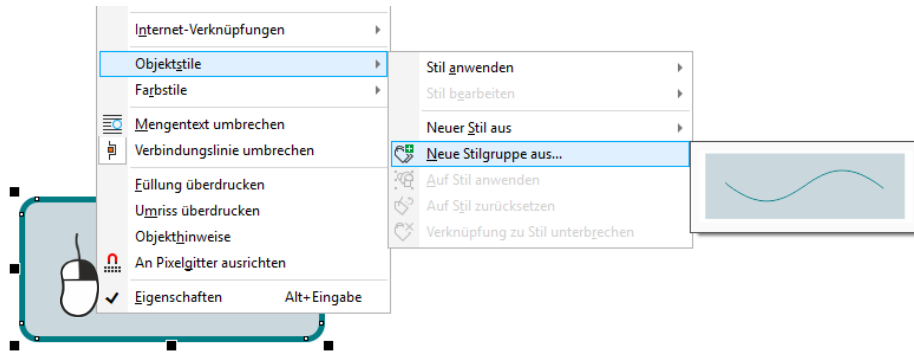 Internet-Verknüpfungen
Objektstile
Farbstile
Mengentext umbrechen
Verbindungslinie umbrechen
Füllung überdrucken
Umriss überdrucken
Objekthinweise
An Pixelgitter ausrichten
Eigenschaften Alt+Eingabe
Stil anwenden
Stil bearbeiten
Neuer Stil aus
Neue Stilgruppe aus...
Auf Stil anwenden
Auf Stil zurücksetzen
Verknüpfung zu Stil unterbrechen